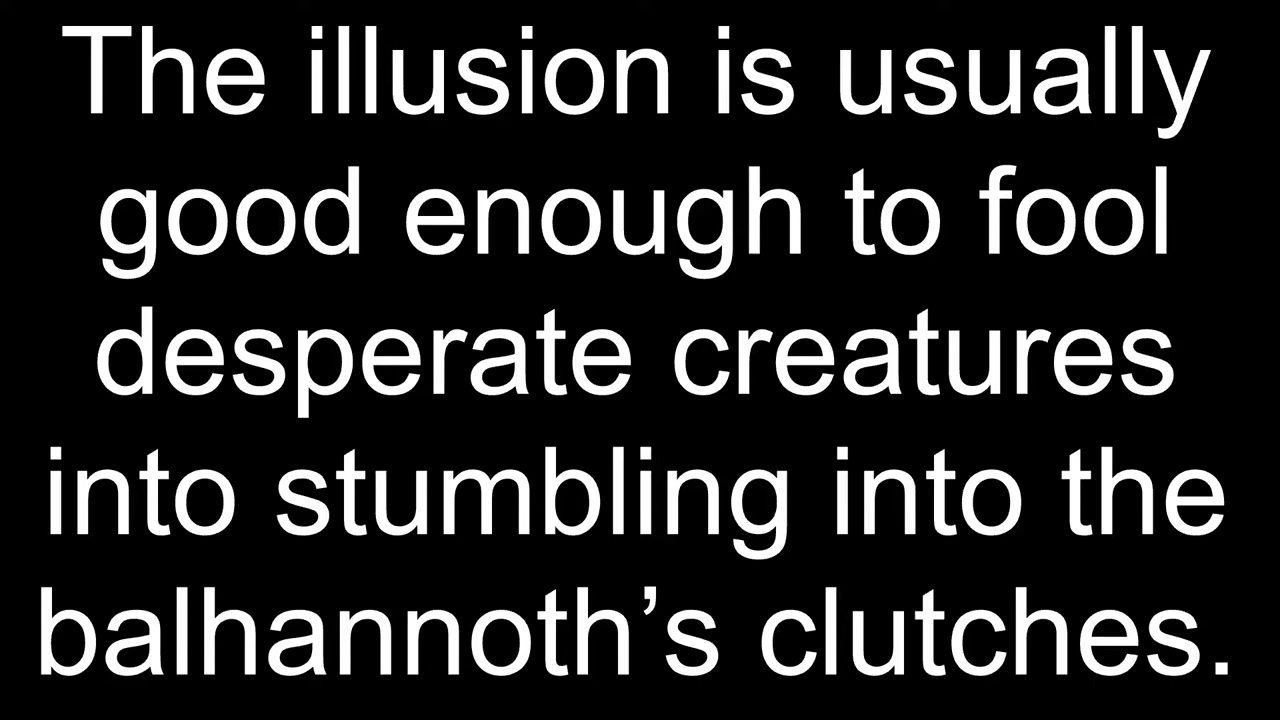 The illusion is usually
good enough to fool
desperate creatures
into stumbling into the
balhannoth’s clutches.